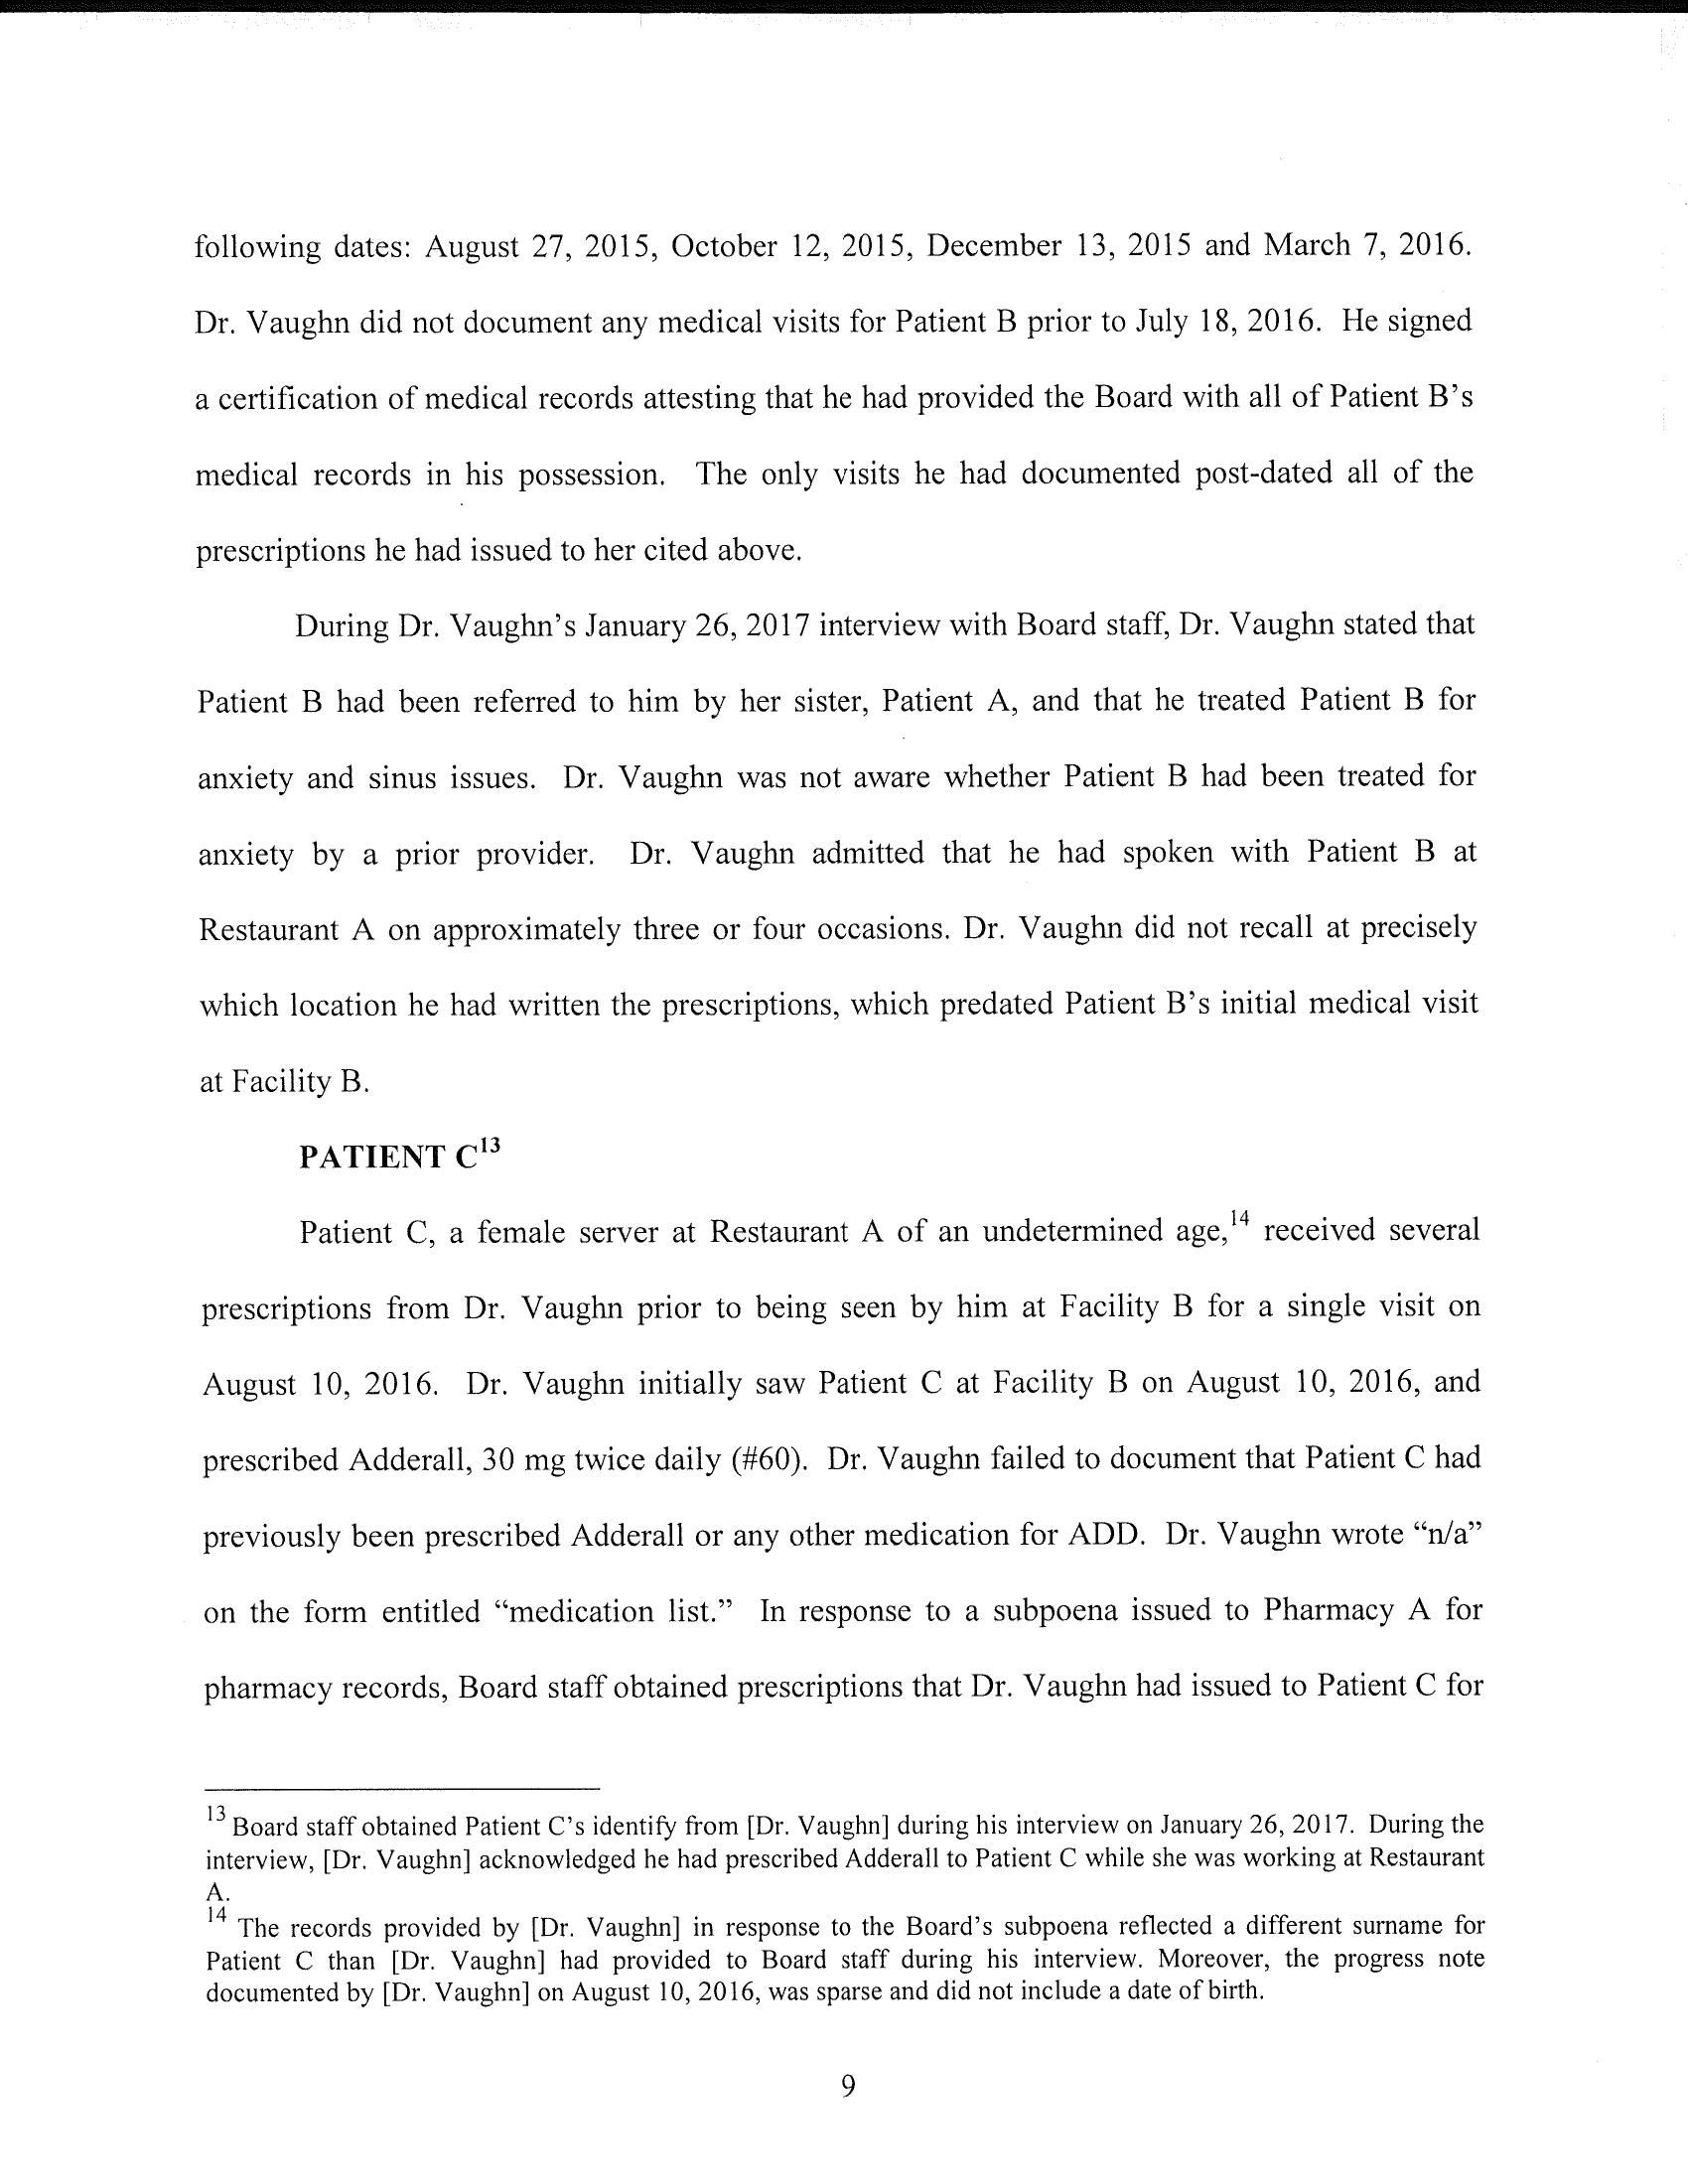 following dates: August 27, 2015, October 12, 2015, December 13, 2015 and March 7, 2016.
Dr. Vaughn did not document any medical visits for Patient B prior to July 18, 2016. He signed
a certification of medical records attesting that he had provided the Board with all of Patient B's
medical records in his possession. The only visits he had documented post-dated all of the
prescriptions he had issued to her cited above.
During Dr. Vaughn's January 26, 2017 interview with Board staff, Dr. Vaughn stated that
Patient B had been referred to him by her sister, Patient A, and that he treated Patient B for
anxiety and sinus issues. Dr. Vaughn was not aware whether Patient B had been treated for
anxiety by a prior provider. Dr. Vaughn admitted that he had spoken with Patient B at
Restaurant A on approximately three or four occasions. Dr. Vaughn did not recall at precisely
which location he had written the prescriptions, which predated Patient B's initial medical visit
at Facility B.
PATIENT C13
Patient C, a female server at Restaurant A of an undetermined age,14 received several
prescriptions from Dr. Vaughn prior to being seen by him at Facility B for a single visit on
August 10, 2016. Dr. Vaughn initially saw Patient C at Facility B on August 10, 2016, and
prescribed Adderall, 30 mg twice daily (#60). Dr. Vaughn failed to document that Patient C had
previously been prescribed Adderall or any other medication for ADD. Dr. Vaughn wrote “n/a”
on the form entitled “medication list.” In response to a subpoena issued to Pharmacy A for
pharmacy records, Board staff obtained prescriptions that Dr. Vaughn had issued to Patient C for
13 Board staff obtained Patient C's identify from [Dr. Vaughn] during his interview on January 26, 2017. During the
interview, [Dr. Vaughn] acknowledged he had prescribed Adderall to Patient C while she was working at Restaurant
A.
14 The records provided by [Dr. Vaughn] in response to the Board's subpoena reflected a different surname for
Patient C than [Dr. Vaughn] had provided to Board staff during his interview. Moreover, the progress note
documented by [Dr. Vaughn] on August 10, 2016, was sparse and did not include a date of birth.
9